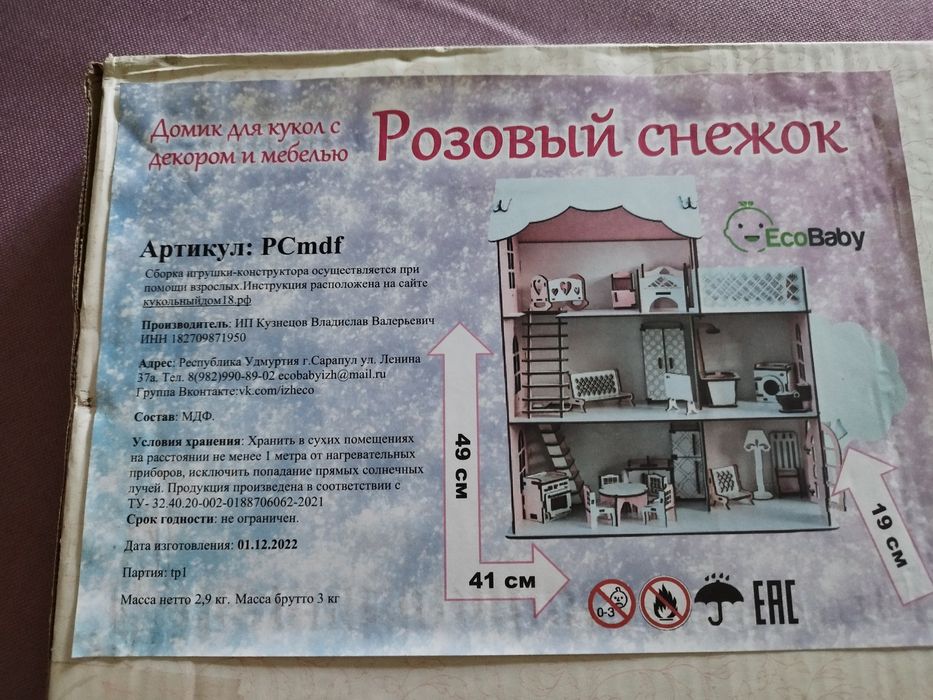 Домик для кукол с
декором и мебелью
Розовый снежок
EcoBaby
Артикул: РСmdf
Сборка игрушки-конструктора осуществляется при
помощи взрослых.Инструкция расположена на сайте
кукольныйдом18.рф
Производитель: ИП Кузнецов Владислав Валерьевич
ИНН 182709871950
Адрес: Республика Удмуртия г.Сарапул ул. Ленина
37а. Тел. 8(982)990-89-02 ecobabyizh@mail.ru
Группа Вконтакте:vk.com/izheco
Состав: МДФ.
Условия хранения: Хранить в сухих помещениях
на расстоянии не менее 1 метра от нагревательных
приборов, исключить попадание прямых солнечных
лучей. Продукция произведена в соответствии с
ТУ- 32.40.20-002-0188706062-2021
Срок годности: не ограничен.
Дата изготовления: 01.12.2022
Партия: tp1
Масса нетто 2,9 кг. Масса брутто 3 кг
49 см
41 см
19 см
0-3
EAC